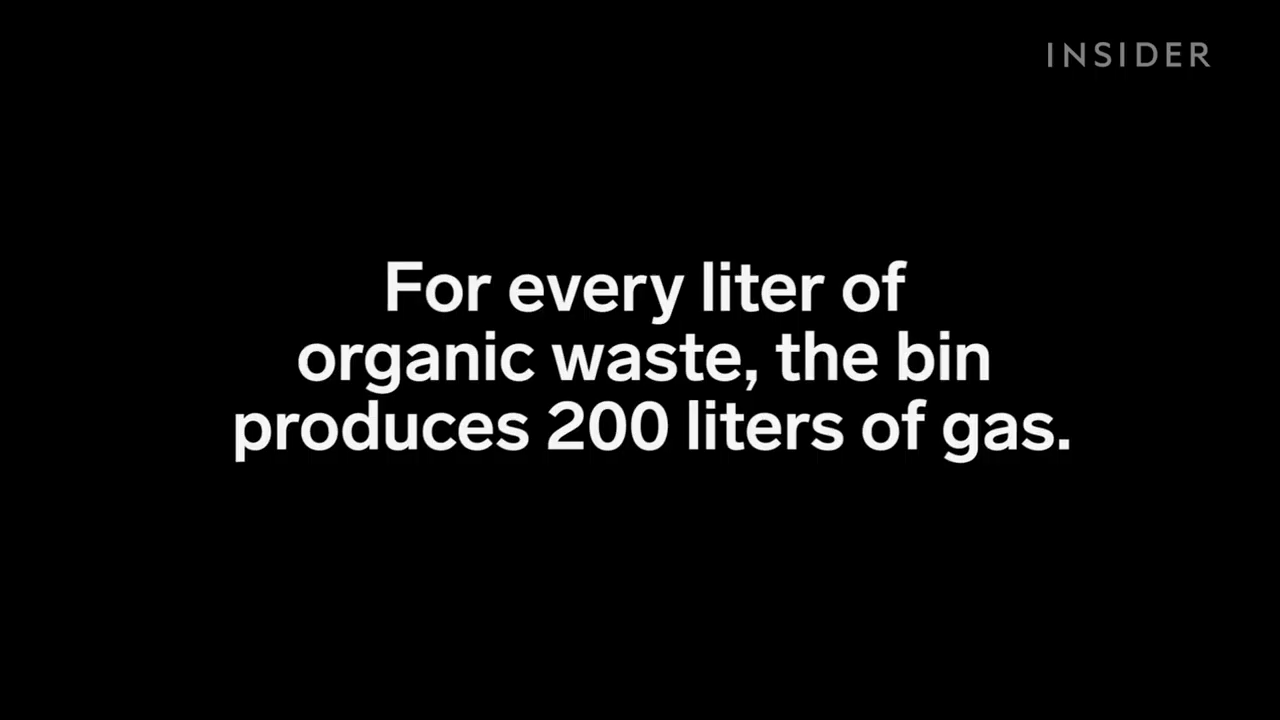 INSIDER
For every liter of
organic waste, the bin
produces 200 liters of gas.